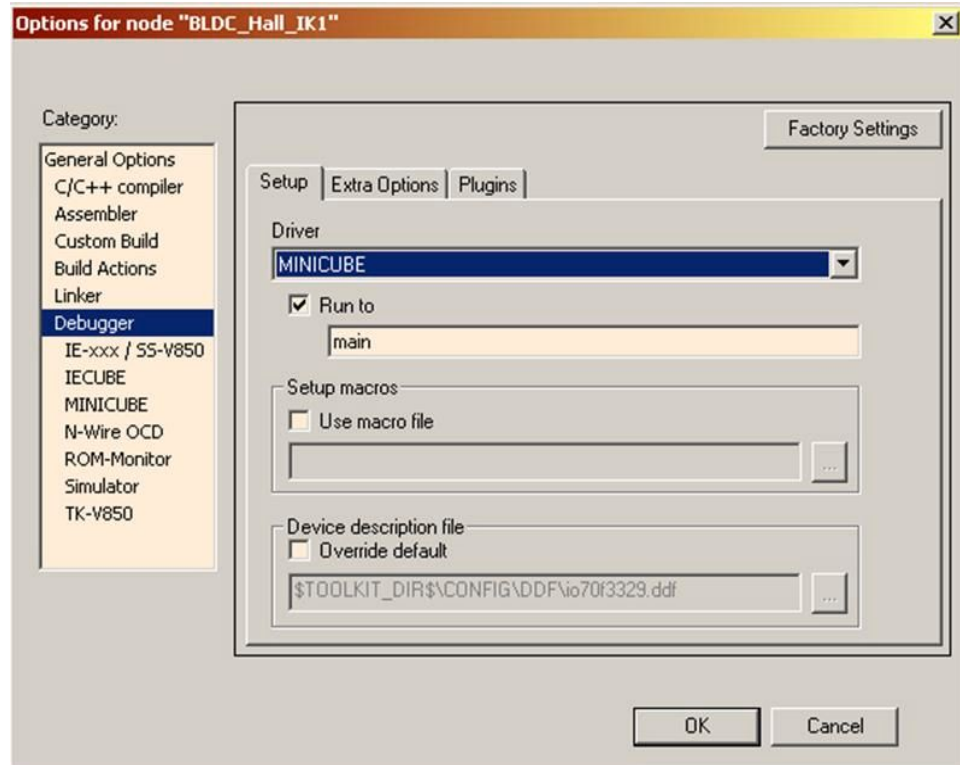 Options for node "BLDC_Hall_IK1"
Category:
General Options
C/C++ compiler
Assembler
Custom Build
Build Actions
Linker
Debugger
IE-xxx / SS-V850
IECUBE
MINICUBE
N-Wire OCD
ROM-Monitor
Simulator
TK-V850
Factory Settings
Setup Extra Options Plugins
Driver
MINICUBE
Run to
main
Setup macros
Use macro file
...
Device description file
Override default
$TOOLKIT_DIR$\CONFIG\DDF\io70f3329.ddf ...
OK Cancel